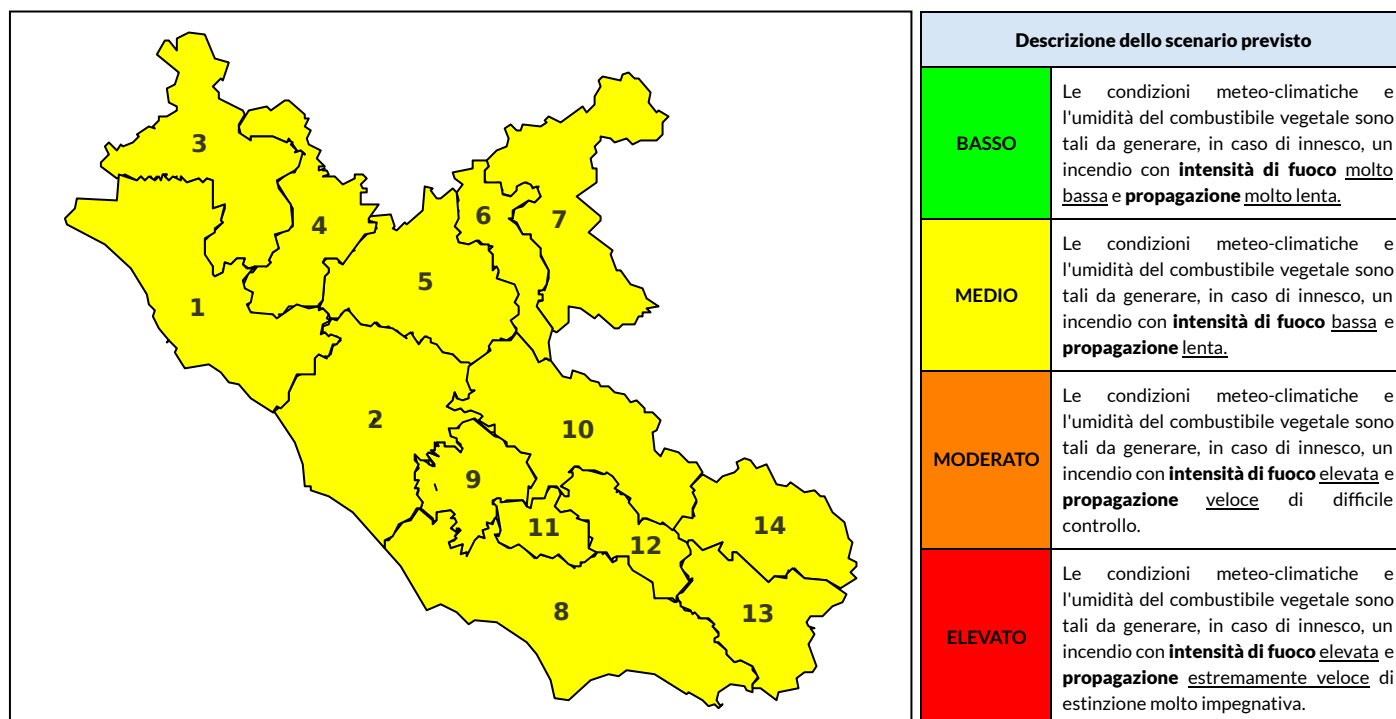 3
4
6
7
5
1
2
10
9
11
12
14
8
13
Descrizione dello scenario previsto
BASSO
Le condizioni meteo-climatiche e
l'umidità del combustibile vegetale sono
tali da generare, in caso di innesco, un
incendio con intensità di fuoco molto
bassa e propagazione molto lenta.
MEDIO
Le condizioni meteo-climatiche e
l'umidità del combustibile vegetale sono
tali da generare, in caso di innesco, un
incendio con intensità di fuoco bassa e
propagazione lenta.
MODERATO
Le condizioni meteo-climatiche e
l'umidità del combustibile vegetale sono
tali da generare, in caso di innesco, un
incendio con intensità di fuoco elevata e
propagazione veloce di difficile
controllo.
ELEVATO
Le condizioni meteo-climatiche e
l'umidità del combustibile vegetale sono
tali da generare, in caso di innesco, un
incendio con intensità di fuoco elevata e
propagazione estremamente veloce di
estinzione molto impegnativa.